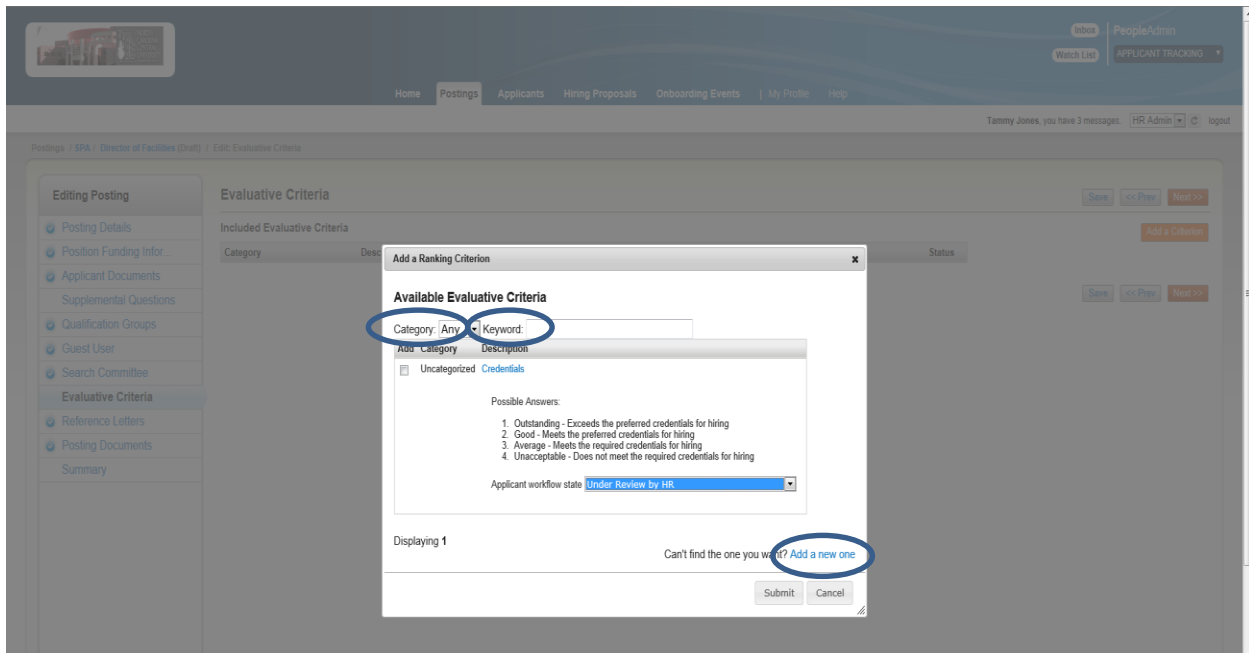 Inbox PeopleAdmin
Watch List APPLICANT TRACKING
Home Postings Applicants Hiring Proposals Onboarding Events | My Profile Help
Tammy Jones, you have 3 messages. HR Admin logout
Postings / SPA / Director of Facilities (Draft) / Edit: Evaluative Criteria
Editing Posting
Posting Details
Position Funding Infor...
Applicant Documents
Supplemental Questions
Qualification Groups
Guest User
Search Committee
Evaluative Criteria
Reference Letters
Posting Documents
Summary
Evaluative Criteria
Save << Prev Next >>
Included Evaluative Criteria
Add a Criterion
Category Desc Status
Save << Prev Next >>
Add a Ranking Criterion x
Available Evaluative Criteria
Category: Any Keyword:
Add Category Description
Uncategorized Credentials
Possible Answers:
1. Outstanding - Exceeds the preferred credentials for hiring
2. Good - Meets the preferred credentials for hiring
3. Average - Meets the required credentials for hiring
4. Unacceptable - Does not meet the required credentials for hiring
Applicant workflow state Under Review by HR
Displaying 1
Can't find the one you want? Add a new one
Submit Cancel